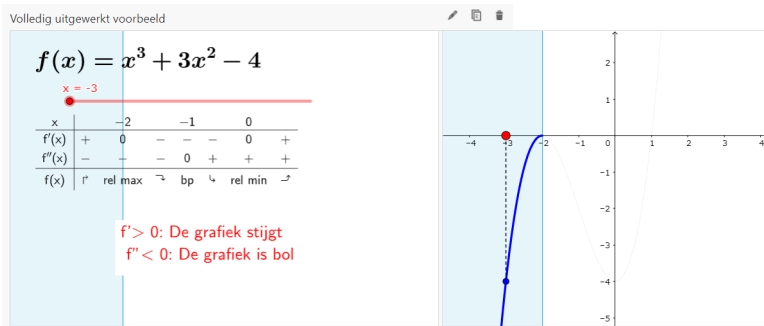 Volledig uitgewerkt voorbeeld
f(x) = x³ + 3x² − 4
x = -3
x −2 −1 0
f'(x) + 0 − − − 0 +
f''(x) − − − 0 + + +
f(x) ↱ rel max ⤵ bp ↳ rel min ⤴
f'> 0: De grafiek stijgt
f"< 0: De grafiek is bol
2
1
−4 −3 −2 −1 0 1 2 3 4
−1
−2
−3
−4
−5